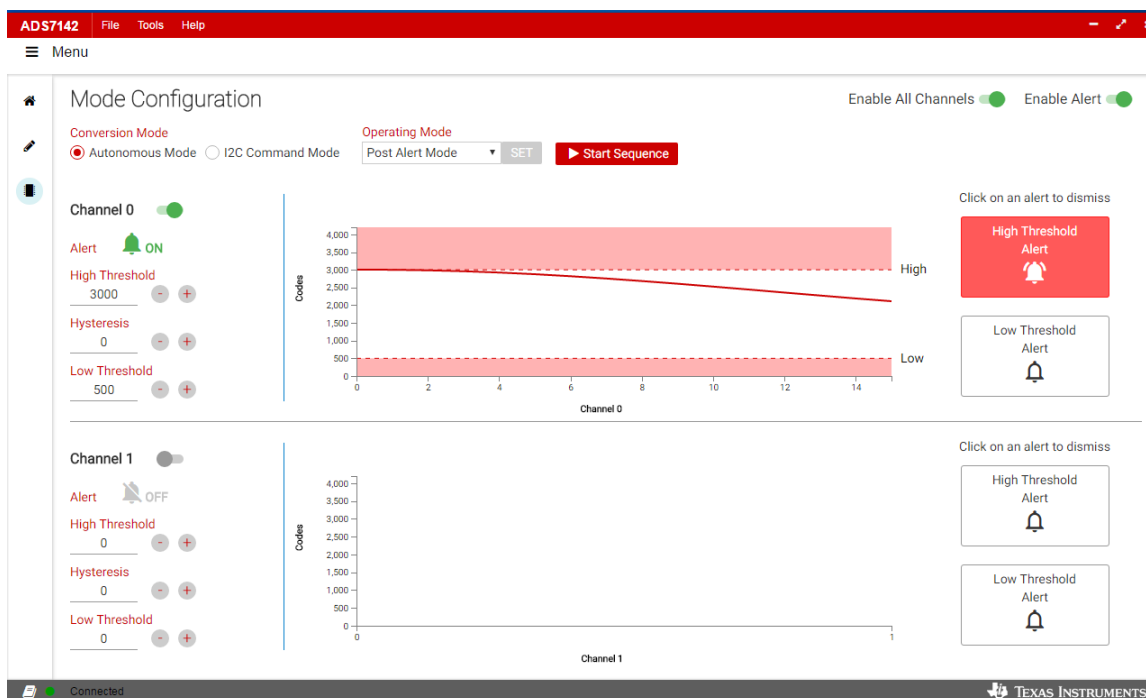 ADS7142 File Tools Help
Menu
Mode Configuration
Enable All Channels
Enable Alert
Conversion Mode
Autonomous Mode
I2C Command Mode
Operating Mode
Post Alert Mode
SET
Start Sequence
Channel 0
Alert
ON
High Threshold
3000
-
+
Hysteresis
0
-
+
Low Threshold
500
-
+
Codes
4,000
3,500
3,000
2,500
2,000
1,500
1,000
500
0
0 2 4 6 8 10 12 14
Channel 0
High
Low
Click on an alert to dismiss
High Threshold
Alert
Low Threshold
Alert
Channel 1
Alert
OFF
High Threshold
0
-
+
Hysteresis
0
-
+
Low Threshold
0
-
+
Codes
4,000
3,500
3,000
2,500
2,000
1,500
1,000
500
0
0 1
Channel 1
Click on an alert to dismiss
High Threshold
Alert
Low Threshold
Alert
Connected
TEXAS INSTRUMENTS